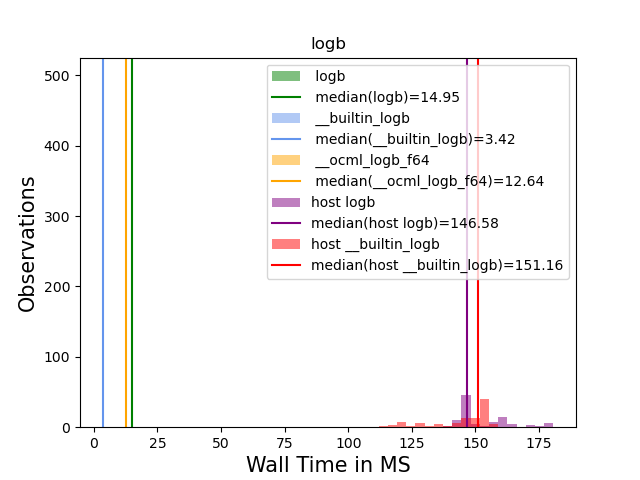 logb
500
400
300
200
100
0
Observations
logb
median(logb)=14.95
__builtin_logb
median(__builtin_logb)=3.42
__ocml_logb_f64
median(__ocml_logb_f64)=12.64
host logb
median(host logb)=146.58
host __builtin_logb
median(host __builtin_logb)=151.16
0 25 50 75 100 125 150 175
Wall Time in MS